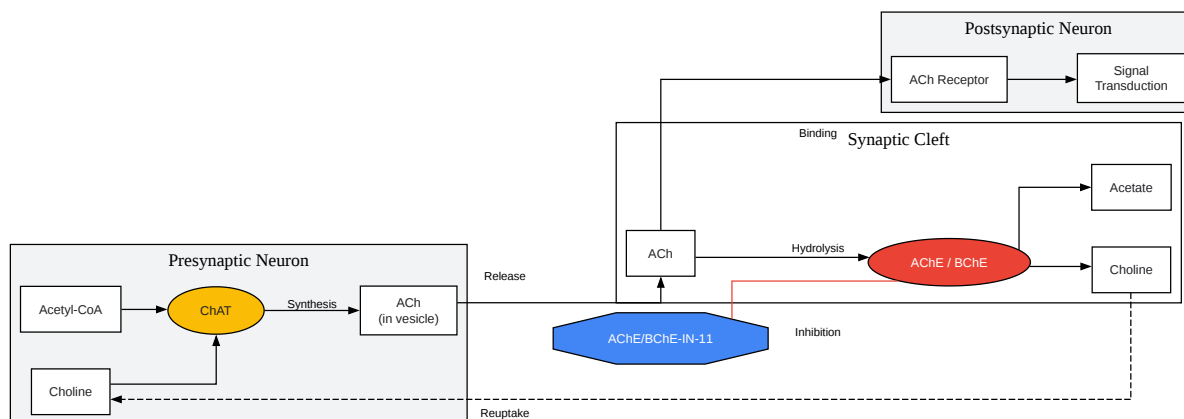 Postsynaptic Neuron
ACh Receptor
Signal
Transduction
Binding
Synaptic Cleft
Acetate
ACh
Hydrolysis
AChE / BChE
Choline
Presynaptic Neuron
Release
Acetyl-CoA
ChAT
Synthesis
ACh
(in vesicle)
AChE/BChE-IN-11
Inhibition
Choline
Reuptake